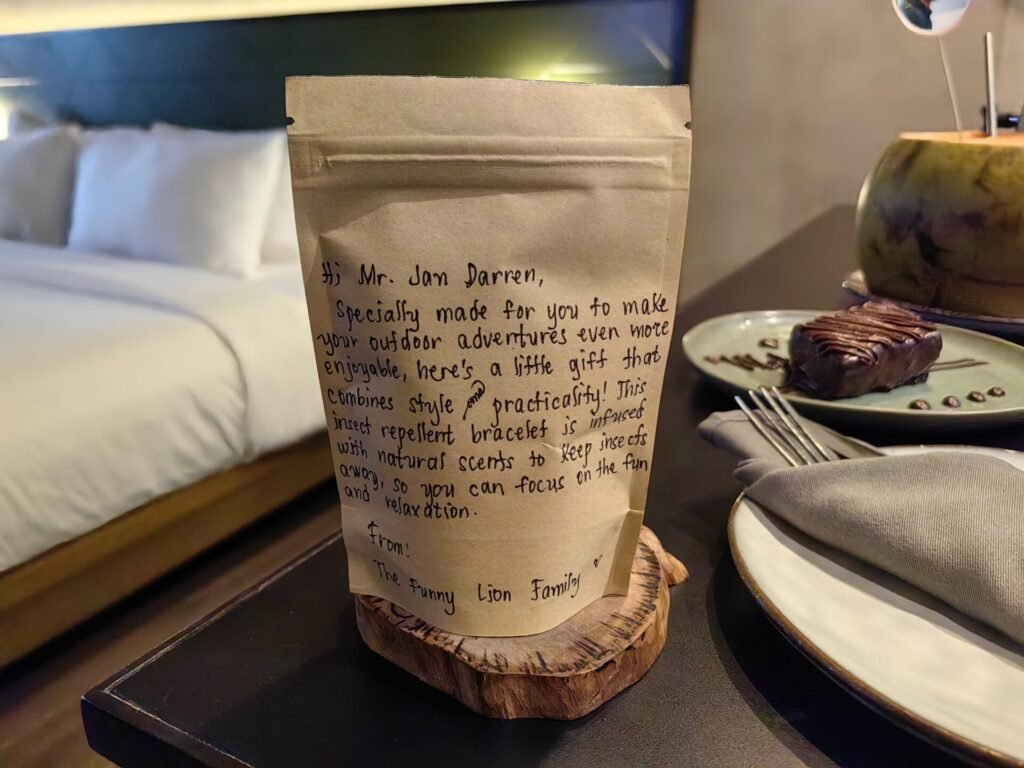 Hi Mr. Jan Darren,
Specially made for you to make
your outdoor adventures even more
enjoyable, here's a little gift that
combines style and practicality! This
insect repellent bracelet is infused
with natural scents to keep insects
away, so you can focus on the fun
and relaxation.
From:
The Funny Lion Family